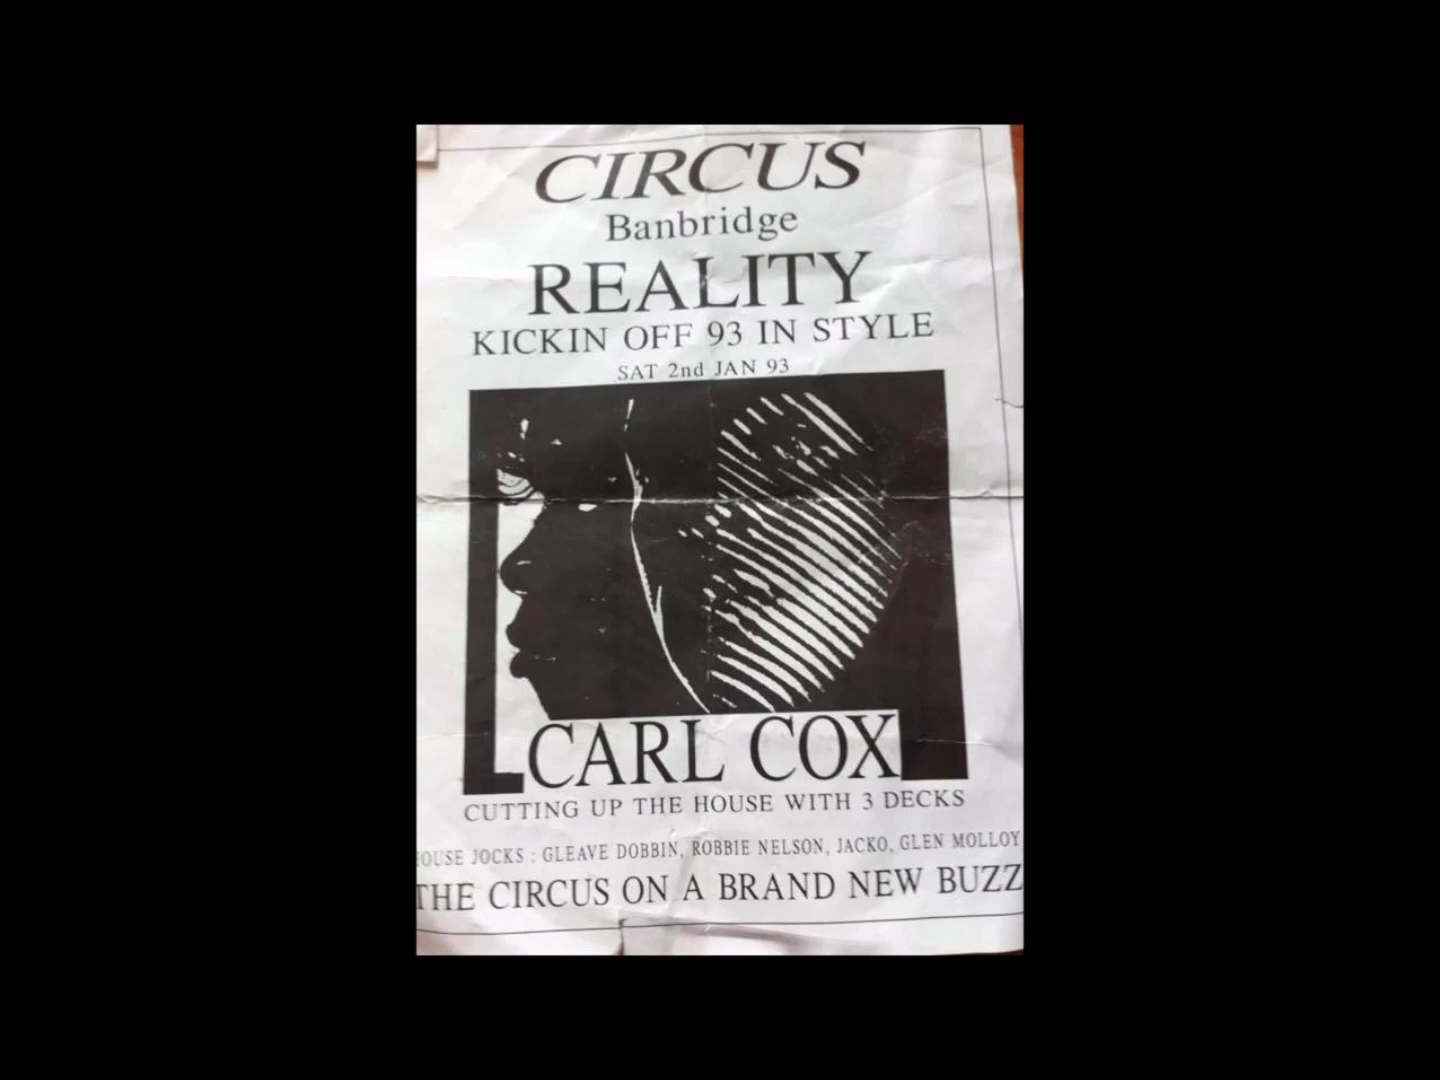 CIRCUS
Banbridge
REALITY
KICKIN OFF 93 IN STYLE
SAT 2nd JAN 93
CARL COX
CUTTING UP THE HOUSE WITH 3 DECKS
OUSE JOCKS : GLEAVE DOBBIN, ROBBIE NELSON, JACKO, GLEN MOLLOY
THE CIRCUS ON A BRAND NEW BUZZ